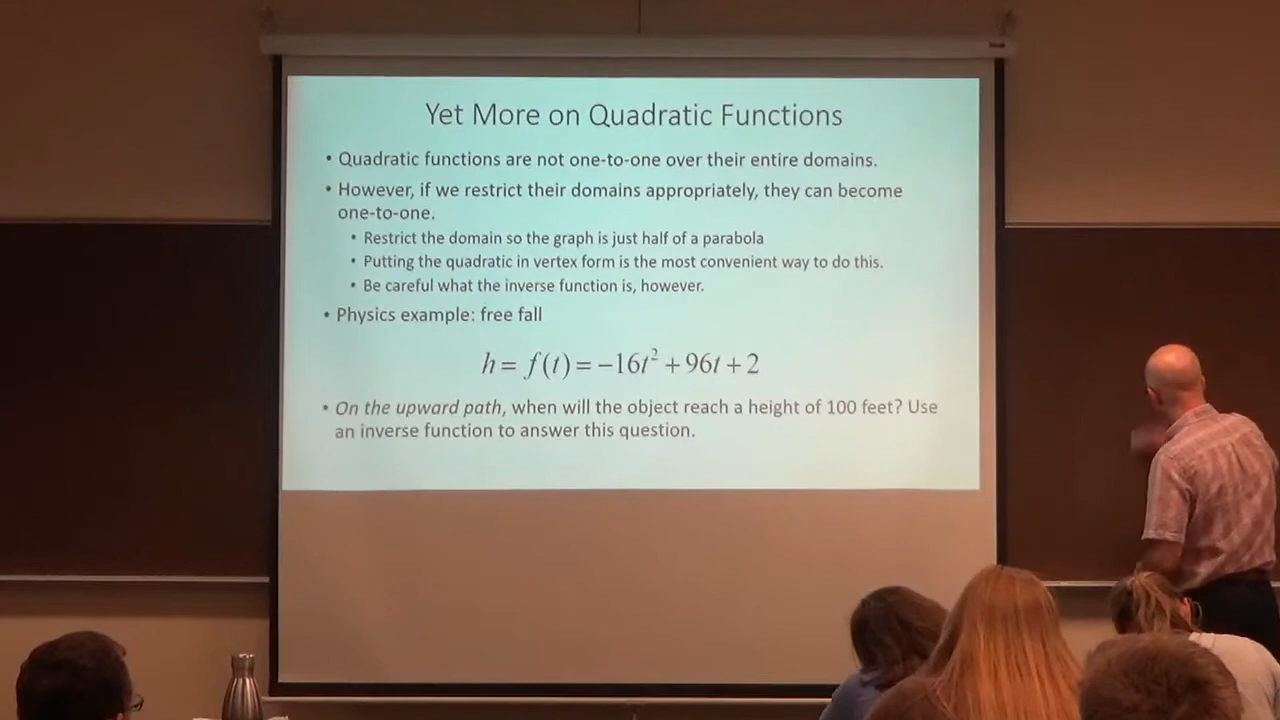 Yet More on Quadratic Functions
• Quadratic functions are not one-to-one over their entire domains.
• However, if we restrict their domains appropriately, they can become
one-to-one.
• Restrict the domain so the graph is just half of a parabola
• Putting the quadratic in vertex form is the most convenient way to do this.
• Be careful what the inverse function is, however.
• Physics example: free fall
h = f(t) = −16t² + 96t + 2
• On the upward path, when will the object reach a height of 100 feet? Use
an inverse function to answer this question.